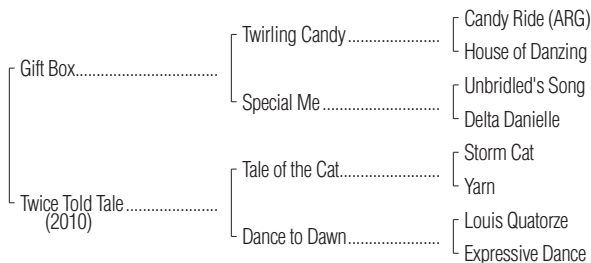 Candy Ride (ARG)
Twirling Candy....................
House of Danzing
Gift Box................................
Unbridled's Song
Special Me..........................
Delta Danielle
Storm Cat
Tale of the Cat......................
Yarn
Twice Told Tale.....................
(2010)
Louis Quatorze
Dance to Dawn....................
Expressive Dance